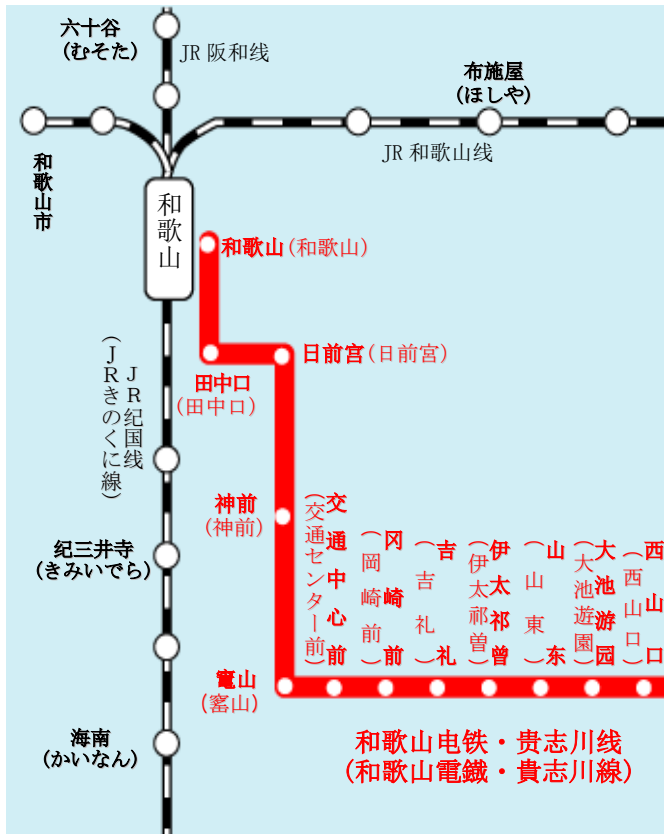 六十谷
(むそた)
JR 阪和线
布施屋
(ほしや)
JR 和歌山线
和歌山市
和歌山
和歌山(和歌山)
日前宮(日前宮)
田中口
(田中口)
JR纪国线
(JRきのくに線)
神前
(神前)
交通中心前
(交通センター前)
冈崎前
(岡崎前)
吉礼
(吉礼)
伊太祁曾
(伊太祁曽)
山东
(山東)
大池游园
(大池遊園)
西山口
(西山口)
纪三井寺
(きみいでら)
竃山
(竈山)
海南
(かいなん)
和歌山电铁・贵志川线
(和歌山電鐵・貴志川線)